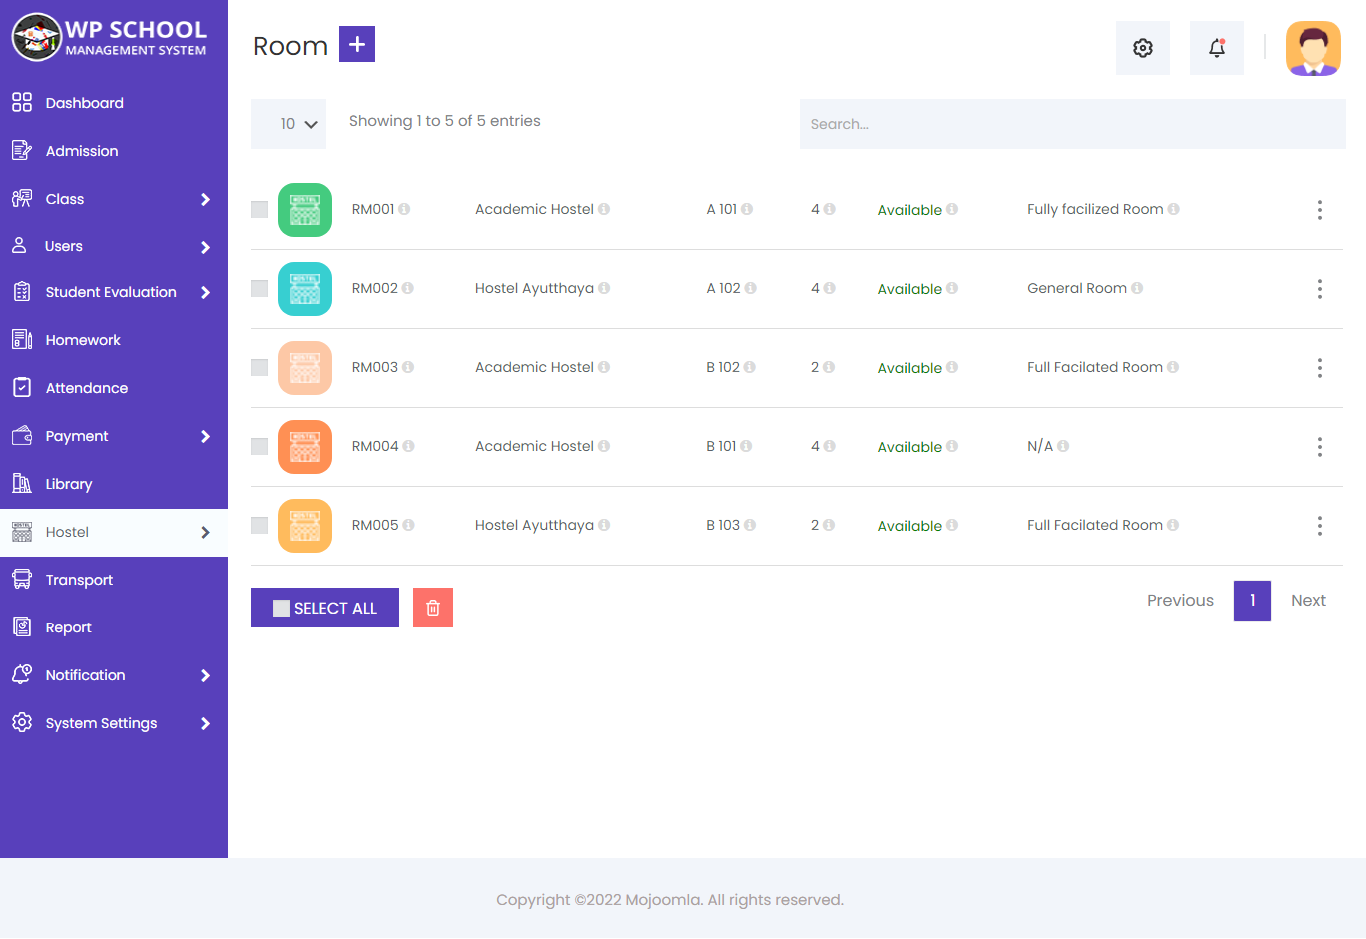 WP SCHOOL
MANAGEMENT SYSTEM
Room +
Dashboard
Admission
Class
Users
Student Evaluation
Homework
Attendance
Payment
Library
Hostel
Transport
Report
Notification
System Settings
10 Showing 1 to 5 of 5 entries Search...
HOSTEL RM001 Academic Hostel A 101 4 Available Fully facilized Room
HOSTEL RM002 Hostel Ayutthaya A 102 4 Available General Room
HOSTEL RM003 Academic Hostel B 102 2 Available Full Facilated Room
HOSTEL RM004 Academic Hostel B 101 4 Available N/A
HOSTEL RM005 Hostel Ayutthaya B 103 2 Available Full Facilated Room
SELECT ALL Previous 1 Next
Copyright ©2022 Mojoomla. All rights reserved.